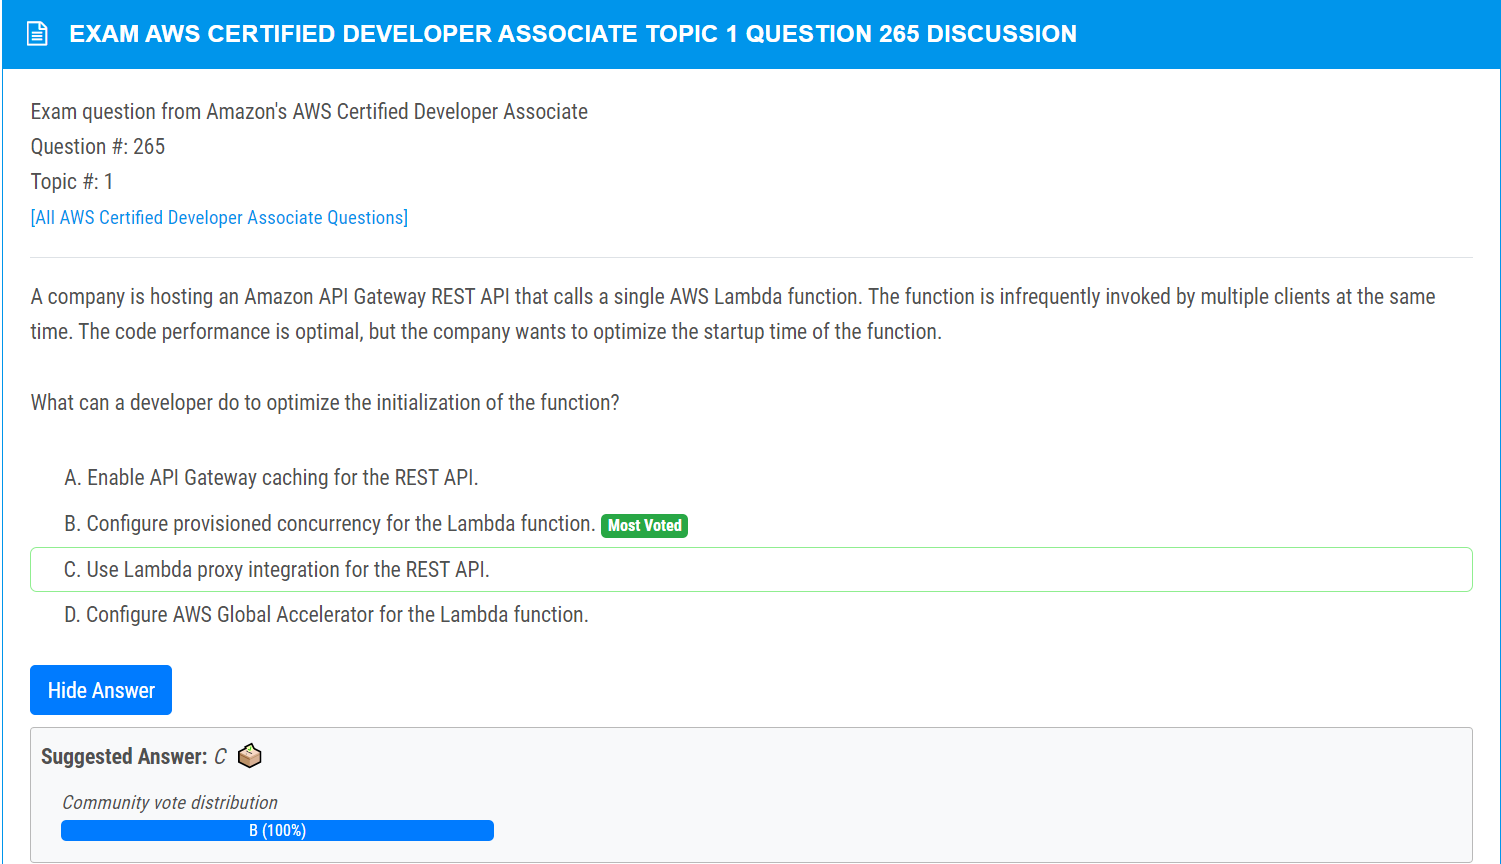 EXAM AWS CERTIFIED DEVELOPER ASSOCIATE TOPIC 1 QUESTION 265 DISCUSSION
Exam question from Amazon's AWS Certified Developer Associate
Question #: 265
Topic #: 1
[All AWS Certified Developer Associate Questions]
A company is hosting an Amazon API Gateway REST API that calls a single AWS Lambda function. The function is infrequently invoked by multiple clients at the same
time. The code performance is optimal, but the company wants to optimize the startup time of the function.
What can a developer do to optimize the initialization of the function?
A. Enable API Gateway caching for the REST API.
B. Configure provisioned concurrency for the Lambda function. Most Voted
C. Use Lambda proxy integration for the REST API.
D. Configure AWS Global Accelerator for the Lambda function.
Hide Answer
Suggested Answer: C
Community vote distribution
B (100%)